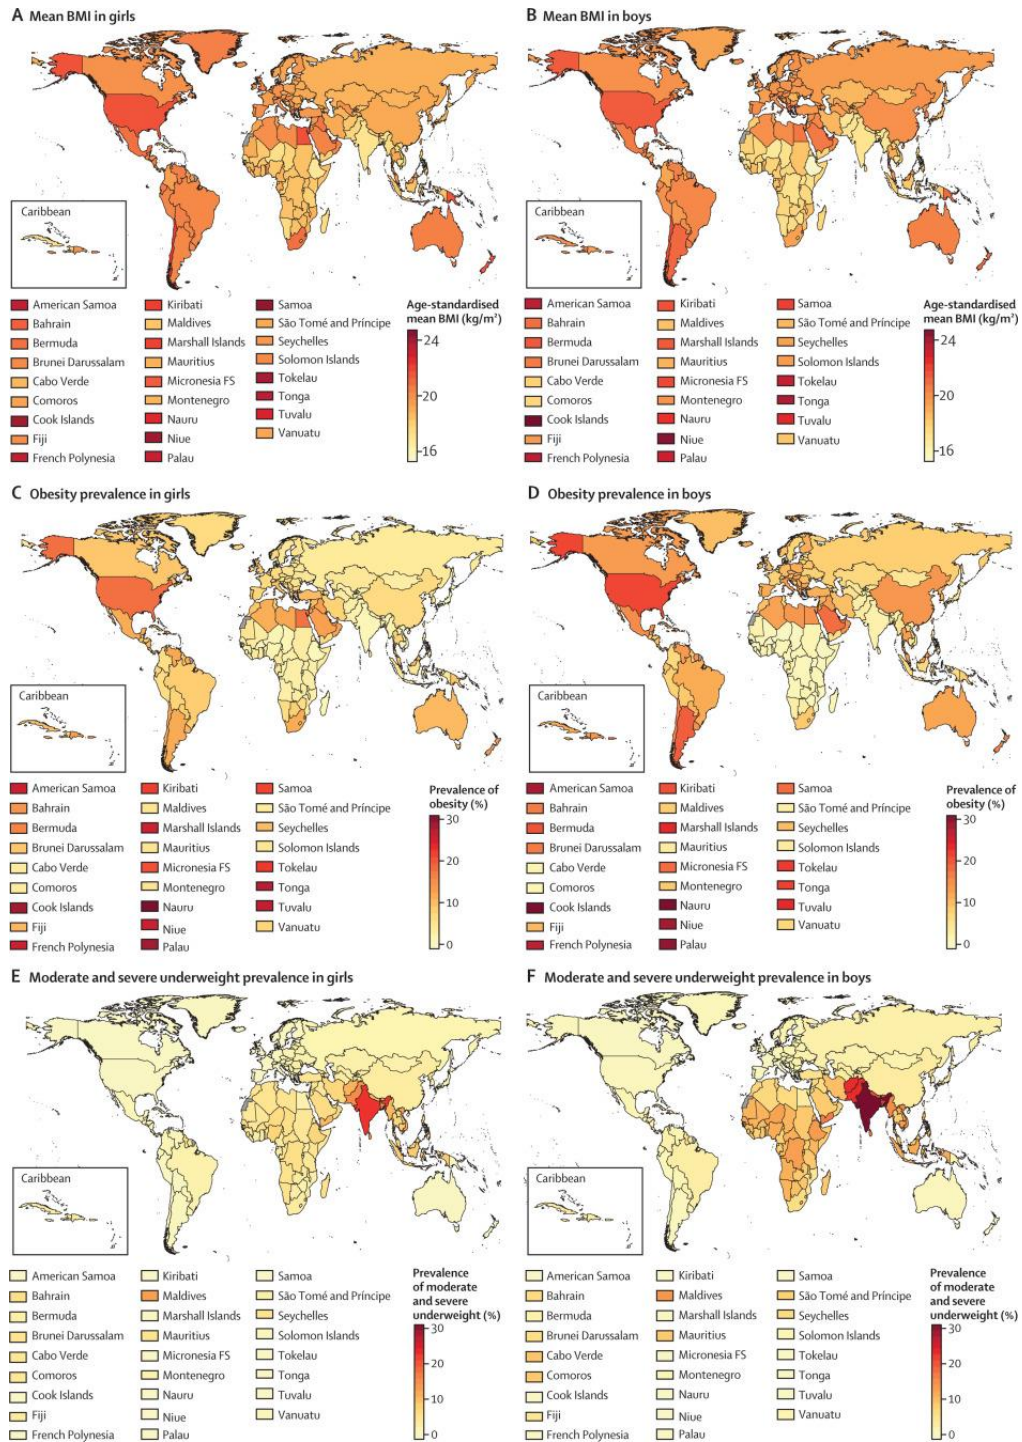 A Mean BMI in girls
Caribbean
American Samoa
Bahrain
Bermuda
Brunei Darussalam
Cabo Verde
Comoros
Cook Islands
Fiji
French Polynesia
Kiribati
Maldives
Marshall Islands
Mauritius
Micronesia FS
Montenegro
Nauru
Niue
Palau
Samoa
São Tomé and Príncipe
Seychelles
Solomon Islands
Tokelau
Tonga
Tuvalu
Vanuatu
Age-standardised
mean BMI (kg/m²)
24
20
16
B Mean BMI in boys
Caribbean
American Samoa
Bahrain
Bermuda
Brunei Darussalam
Cabo Verde
Comoros
Cook Islands
Fiji
French Polynesia
Kiribati
Maldives
Marshall Islands
Mauritius
Micronesia FS
Montenegro
Nauru
Niue
Palau
Samoa
São Tomé and Príncipe
Seychelles
Solomon Islands
Tokelau
Tonga
Tuvalu
Vanuatu
Age-standardised
mean BMI (kg/m²)
24
20
16
C Obesity prevalence in girls
Caribbean
American Samoa
Bahrain
Bermuda
Brunei Darussalam
Cabo Verde
Comoros
Cook Islands
Fiji
French Polynesia
Kiribati
Maldives
Marshall Islands
Mauritius
Micronesia FS
Montenegro
Nauru
Niue
Palau
Samoa
São Tomé and Príncipe
Seychelles
Solomon Islands
Tokelau
Tonga
Tuvalu
Vanuatu
Prevalence of
obesity (%)
30
20
10
0
D Obesity prevalence in boys
Caribbean
American Samoa
Bahrain
Bermuda
Brunei Darussalam
Cabo Verde
Comoros
Cook Islands
Fiji
French Polynesia
Kiribati
Maldives
Marshall Islands
Mauritius
Micronesia FS
Montenegro
Nauru
Niue
Palau
Samoa
São Tomé and Príncipe
Seychelles
Solomon Islands
Tokelau
Tonga
Tuvalu
Vanuatu
Prevalence of
obesity (%)
30
20
10
0
E Moderate and severe underweight prevalence in girls
Caribbean
American Samoa
Bahrain
Bermuda
Brunei Darussalam
Cabo Verde
Comoros
Cook Islands
Fiji
French Polynesia
Kiribati
Maldives
Marshall Islands
Mauritius
Micronesia FS
Montenegro
Nauru
Niue
Palau
Samoa
São Tomé and Príncipe
Seychelles
Solomon Islands
Tokelau
Tonga
Tuvalu
Vanuatu
Prevalence
of moderate
and severe
underweight (%)
30
20
10
0
F Moderate and severe underweight prevalence in boys
Caribbean
American Samoa
Bahrain
Bermuda
Brunei Darussalam
Cabo Verde
Comoros
Cook Islands
Fiji
French Polynesia
Kiribati
Maldives
Marshall Islands
Mauritius
Micronesia FS
Montenegro
Nauru
Niue
Palau
Samoa
São Tomé and Príncipe
Seychelles
Solomon Islands
Tokelau
Tonga
Tuvalu
Vanuatu
Prevalence
of moderate
and severe
underweight (%)
30
20
10
0